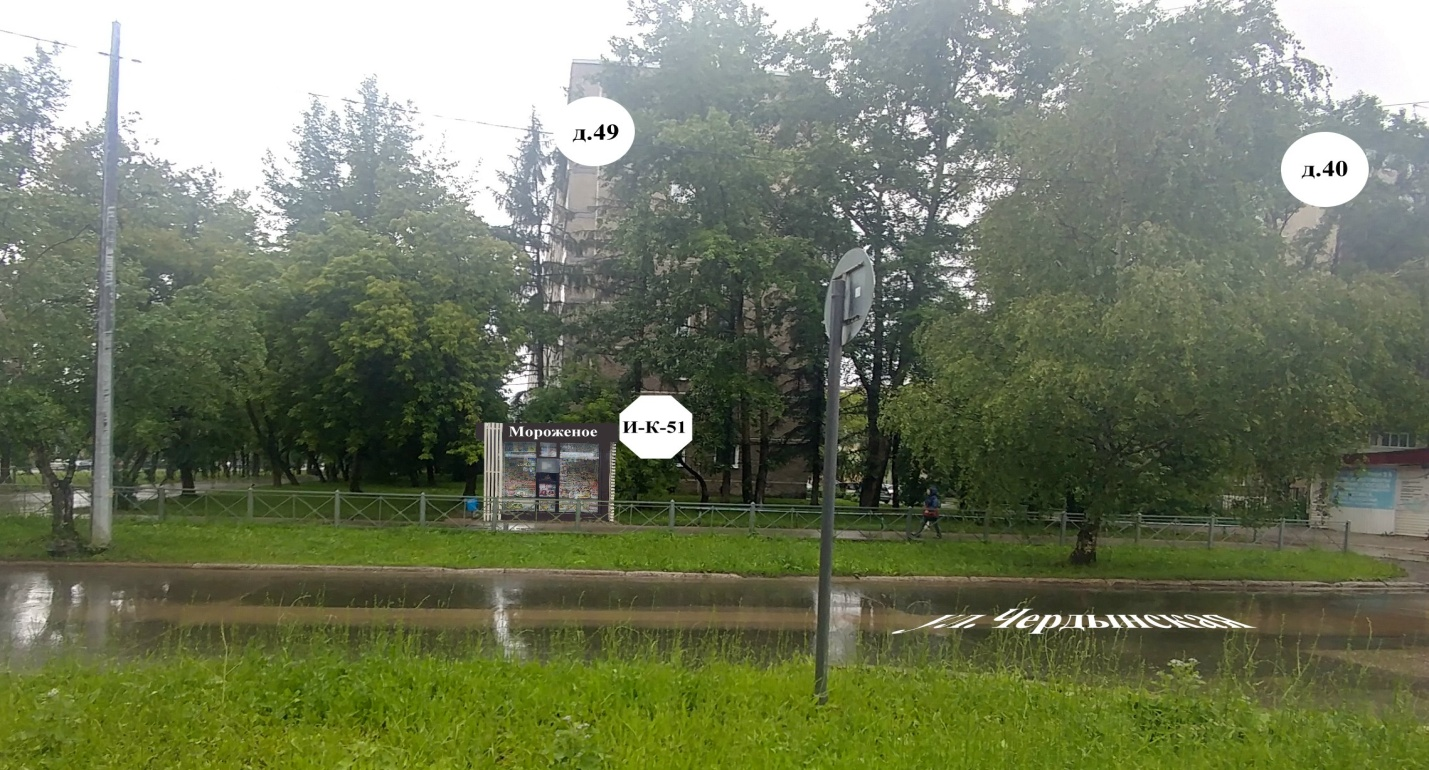 д.49
д.40
Мороженое
И-К-51
ул Чердынская